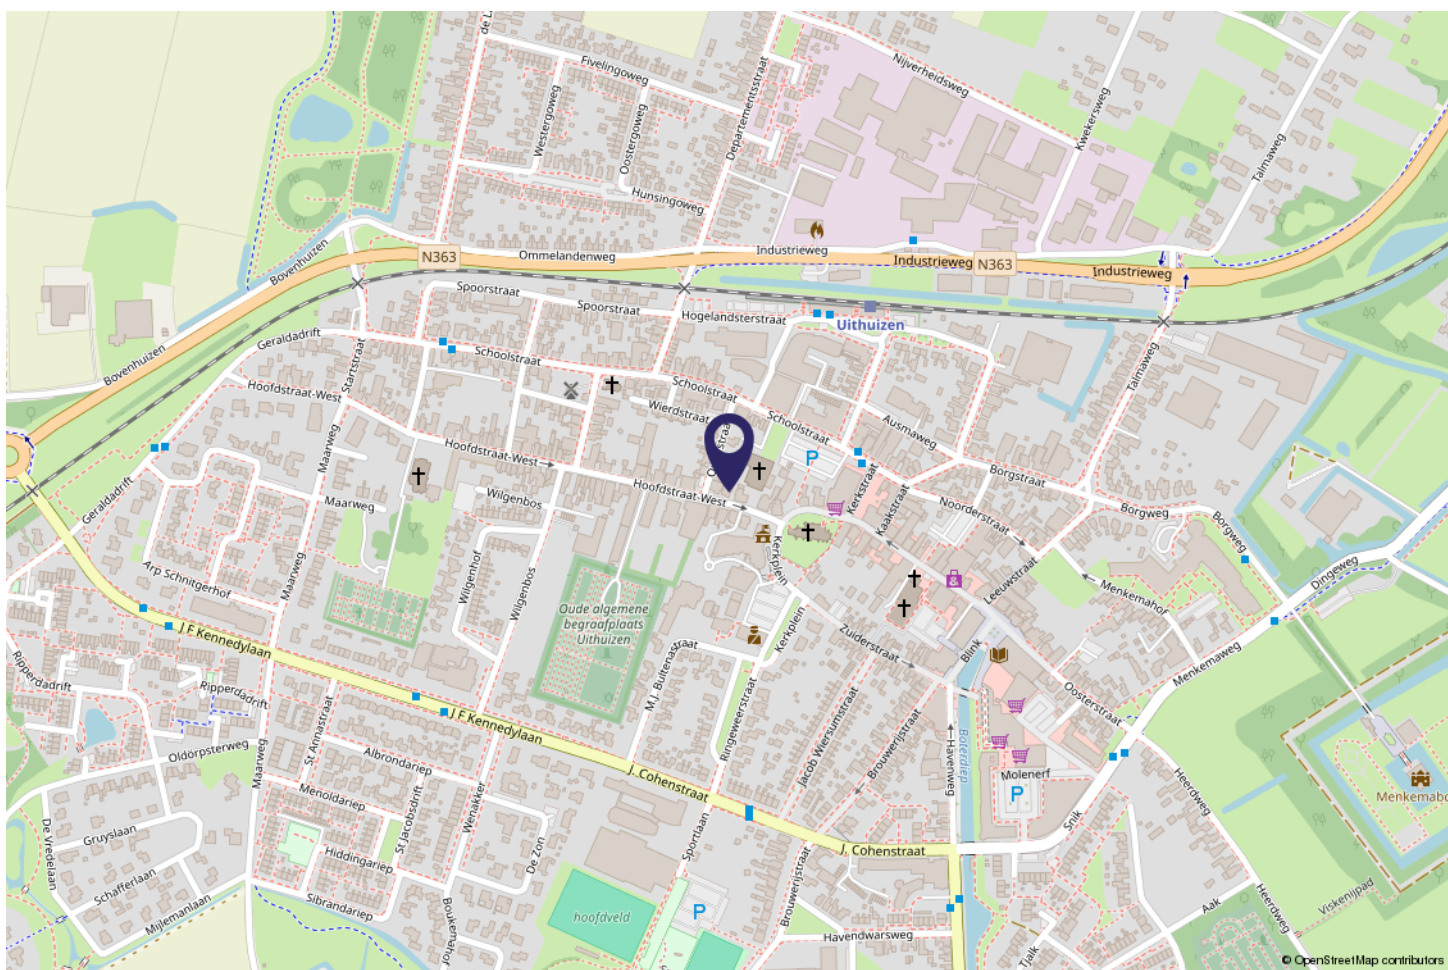 de L
Fivelingoweg
Nijverheidsweg
Westergoweg
Oostergoweg
Departementsstraat
Kwekersweg
Talmaweg
Hunsingoweg
Bovenhuizen
N363
Ommelandenweg
Industrieweg
Industrieweg
N363
Industrieweg
Spoorstraat
Spoorstraat
Hogelandsterstraat
Uithuizen
Bovenhuizen
Geraldadrift
Startstraat
Schoolstraat
Talmaweg
Hoofdstraat-West
Schoolstraat
Wierdstraat
Schoolstraat
Ausmaweg
Maarweg
Hoofdstraat-West
P
Borgstraat
Geraldadrift
Maarweg
Wilgenbos
Hoofdstraat-West
Kerkstraat
Kaakstraat
Noorderstraat
Borgweg
Borgweg
Kerkplein
Leeuwstraat
Dingeweg
Arp Schnitgerhof
Maarweg
Wilgenhof
Wilgenbos
Menkemahof
Oude algemene
begraafplaats
Uithuizen
Kerkplein
Zuiderstraat
J F Kennedylaan
M.J. Buitenastraat
Blink
Menkemaweg
Ripperdadrift
Ripperdadrift
Ringeweerstraat
Jacob Wiersumstraat
Brouwerijstraat
Oosterstraat
J F Kennedylaan
St Annastraat
Oldörpsterweg
Maarweg
Albrondariep
Havenweg
Boterdiep
J. Cohenstraat
Molenerf
P
Heerdweg
Menkemabo
Menoldariep
St Jacobsdrift
Wenakker
De Vredelaan
Gruyslaan
Snik
Sportlaan
De Zon
Hiddingariep
J. Cohenstraat
Schafferlaan
Brouwerijstraat
Mijlemanlaan
Sibrandariep
Boukemahof
hoofdveld
P
Havendwarsweg
Aak
Heerdweg
Viskenijpad
Tjalk
© OpenStreetMap contributors